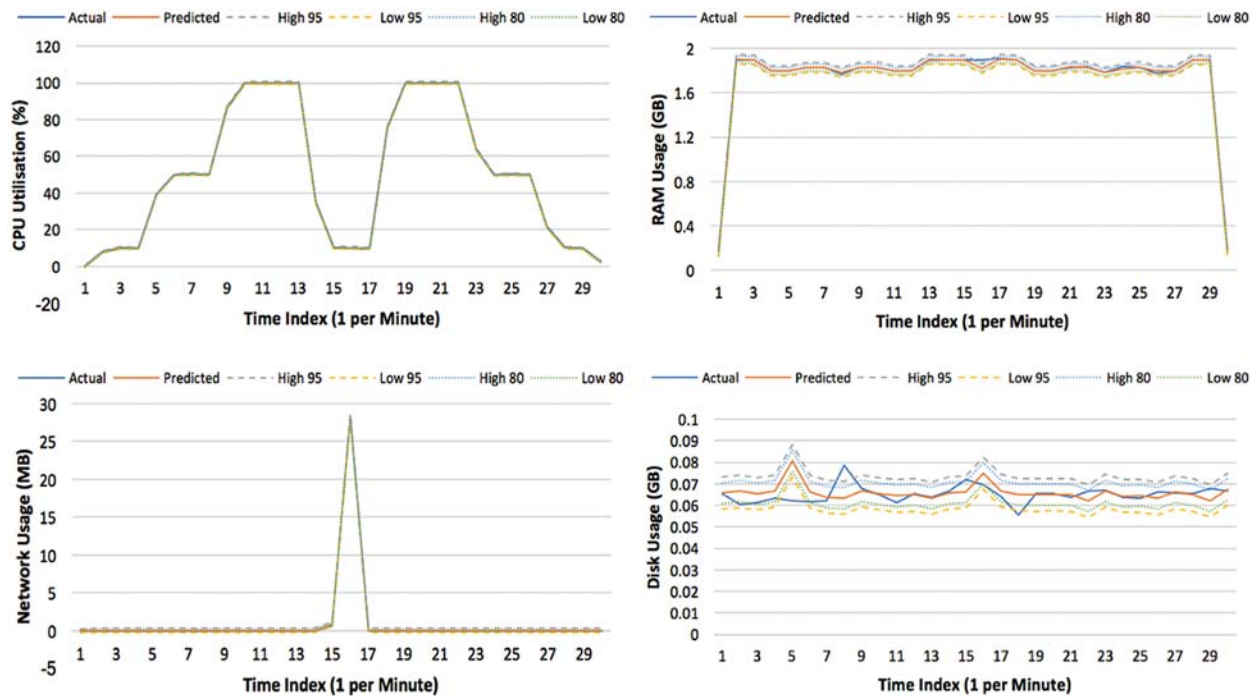 Actual Predicted High 95 Low 95 High 80 Low 80
120
100
80
60
40
20
0
-20
CPU Utilisation (%)
1 3 5 7 9 11 13 15 17 19 21 23 25 27 29
Time Index (1 per Minute)
Actual Predicted High 95 Low 95 High 80 Low 80
2
1.6
1.2
0.8
0.4
0
RAM Usage (GB)
1 3 5 7 9 11 13 15 17 19 21 23 25 27 29
Time Index (1 per Minute)
Actual Predicted High 95 Low 95 High 80 Low 80
30
25
20
15
10
5
0
-5
Network Usage (MB)
1 3 5 7 9 11 13 15 17 19 21 23 25 27 29
Time Index (1 per Minute)
Actual Predicted High 95 Low 95 High 80 Low 80
0.1
0.09
0.08
0.07
0.06
0.05
0.04
0.03
0.02
0.01
0
Disk Usage (GB)
1 3 5 7 9 11 13 15 17 19 21 23 25 27 29
Time Index (1 per Minute)